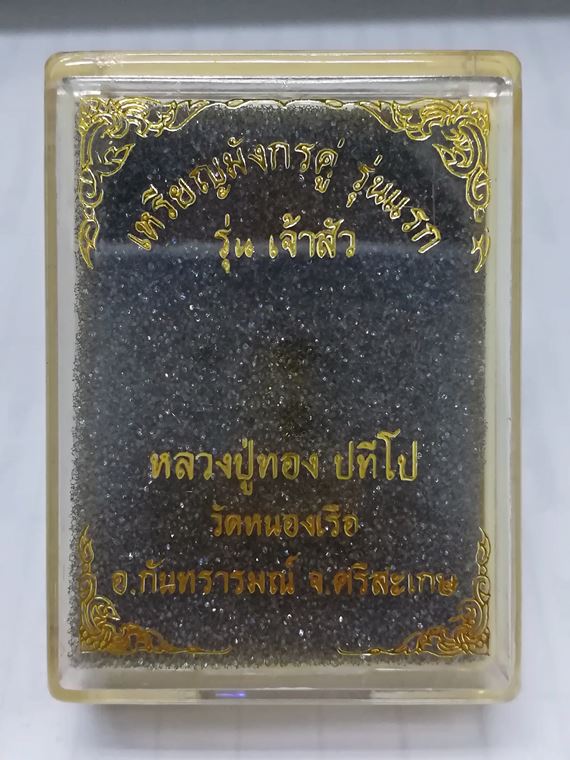 เหรียญมังกรคู่ รุ่นแรก
รุ่น เจ้าสัว
หลวงปู่ทอง ปทีโป
วัดหนองเรือ
อ.กันทรารมณ์ จ.ศรีสะเกษ